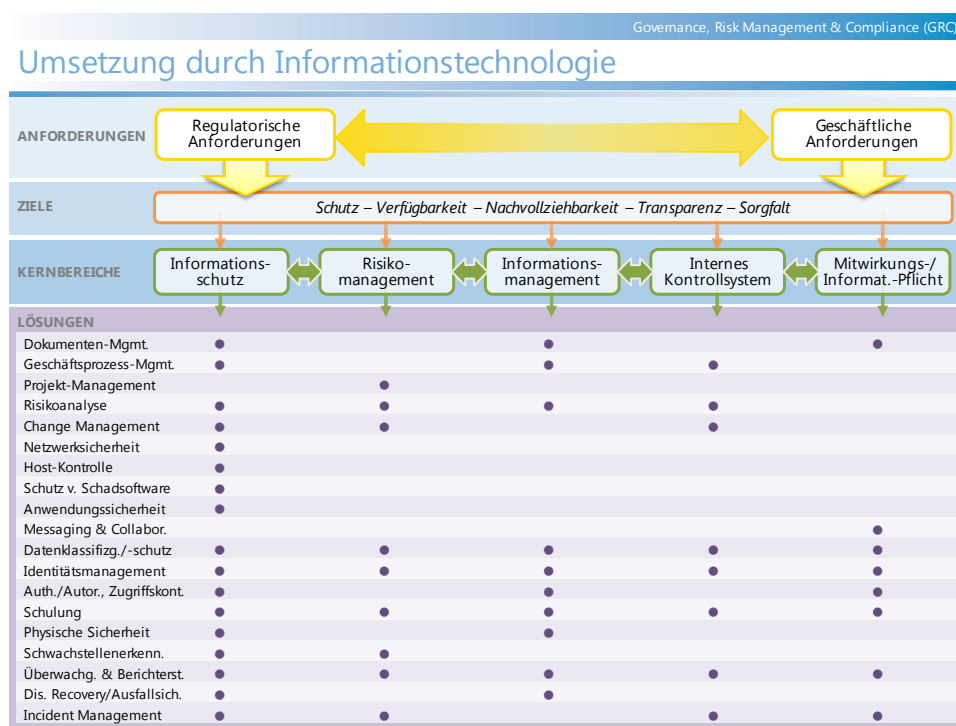 Governance, Risk Management & Compliance (GRC)
Umsetzung durch Informationstechnologie
ANFORDERUNGEN
Regulatorische
Anforderungen
Geschäftliche
Anforderungen
ZIELE
Schutz – Verfügbarkeit – Nachvollziehbarkeit – Transparenz – Sorgfalt
KERNBEREICHE
Informations-
schutz
Risiko-
management
Informations-
management
Internes
Kontrollsystem
Mitwirkungs-/
Informat.-Pflicht
LÖSUNGEN
Dokumenten-Mgmt.
Geschäftsprozess-Mgmt.
Projekt-Management
Risikoanalyse
Change Management
Netzwerksicherheit
Host-Kontrolle
Schutz v. Schadsoftware
Anwendungssicherheit
Messaging & Collabor.
Datenklassifizg./-schutz
Identitätsmanagement
Auth./Autor., Zugriffskont.
Schulung
Physische Sicherheit
Schwachstellenerkenn.
Überwachg. & Berichterst.
Dis. Recovery/Ausfallsich.
Incident Management